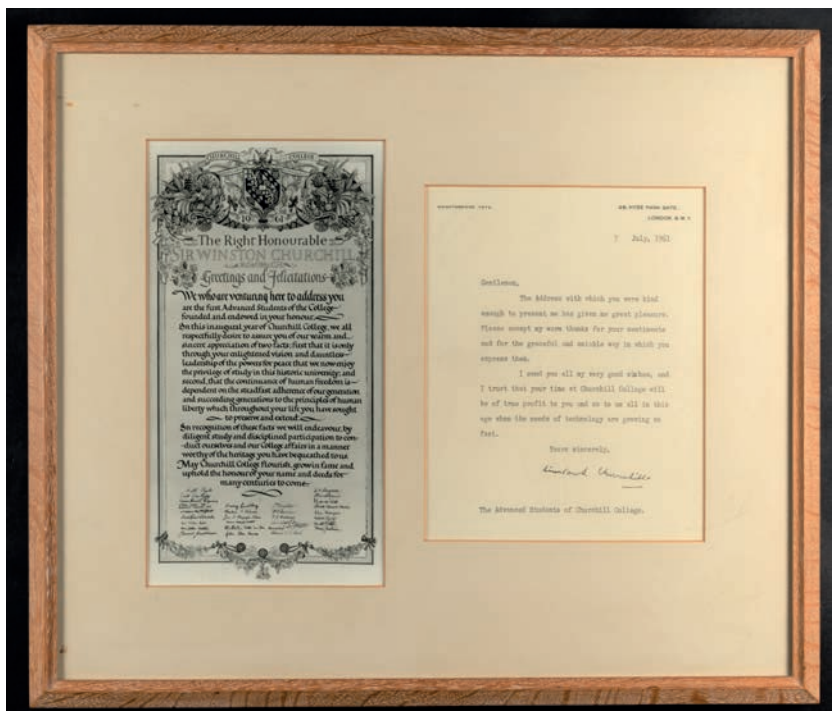 CHURCHILL COLLEGE
1961
The Right Honourable
SIR WINSTON CHURCHILL
Greetings and Felicitations
We who are venturing here to address you
are the first Advanced Students of the College
founded and endowed in your honour.
In this inaugural year of Churchill College, we all
respectfully desire to assure you of our warm and
sincere appreciation of two facts; first that it is only
through your enlightened vision and dauntless
leadership of the powers for peace that we now enjoy
the privilege of study in this historic university; and
second, that the continuance of human freedom is
dependent on the steadfast adherence of our generation
and succeeding generations to the principles of human
liberty which throughout your life you have sought
to preserve and extend.
In recognition of these facts we will endeavour, by
diligent study and disciplined participation to con-
duct ourselves and our College affairs in a manner
worthy of the heritage you have bequeathed to us.
May Churchill College flourish, grow in fame and
uphold the honour of your name and deeds for
many centuries to come.
28, HYDE PARK GATE,
LONDON, S.W.7.
7 July, 1961
Gentlemen,
The Address with which you were kind
enough to present me has given me great pleasure.
Please accept my warm thanks for your sentiments
and for the graceful and amiable way in which you
express them.
I send you all my very good wishes, and
I trust that your time at Churchill College will
be of true profit to you and so to us all in this
age when the needs of technology are growing so
fast.
Yours sincerely,
Winston S. Churchill
The Advanced Students of Churchill College.